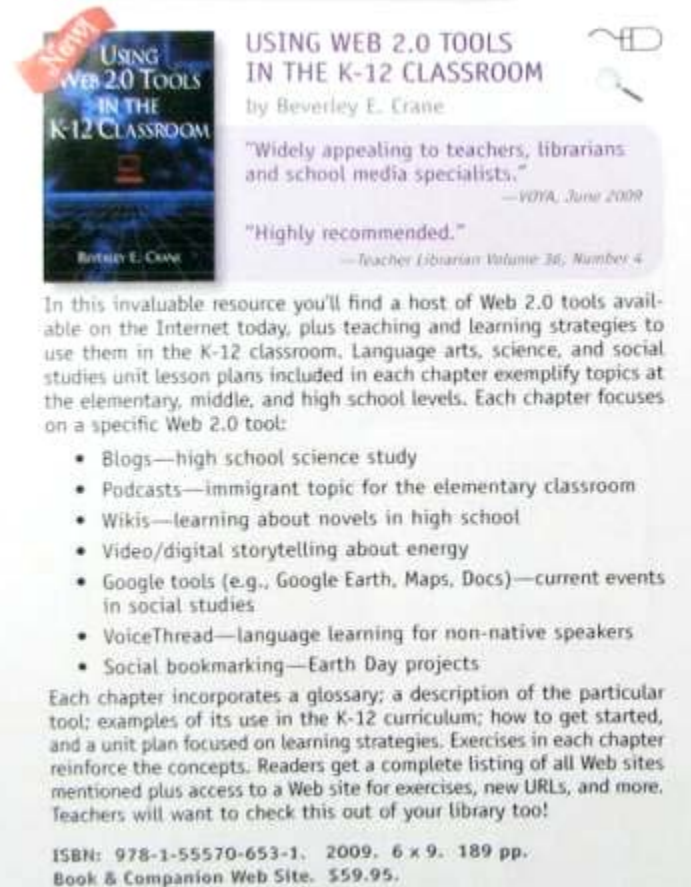 New!
USING
WEB 2.0 TOOLS
IN THE
K-12 CLASSROOM
BEVERLEY E. CRANE
USING WEB 2.0 TOOLS
IN THE K-12 CLASSROOM
by Beverley E. Crane
"Widely appealing to teachers, librarians
and school media specialists."
—VOYA, June 2009
"Highly recommended."
—Teacher Librarian Volume 36, Number 4
In this invaluable resource you'll find a host of Web 2.0 tools avail-
able on the Internet today, plus teaching and learning strategies to
use them in the K-12 classroom. Language arts, science, and social
studies unit lesson plans included in each chapter exemplify topics at
the elementary, middle, and high school levels. Each chapter focuses
on a specific Web 2.0 tool:
• Blogs—high school science study
• Podcasts—immigrant topic for the elementary classroom
• Wikis—learning about novels in high school
• Video/digital storytelling about energy
• Google tools (e.g., Google Earth, Maps, Docs)—current events
in social studies
• VoiceThread—language learning for non-native speakers
• Social bookmarking—Earth Day projects
Each chapter incorporates a glossary; a description of the particular
tool; examples of its use in the K-12 curriculum; how to get started,
and a unit plan focused on learning strategies. Exercises in each chapter
reinforce the concepts. Readers get a complete listing of all Web sites
mentioned plus access to a Web site for exercises, new URLs, and more.
Teachers will want to check this out of your library too!
ISBN: 978-1-55570-653-1. 2009. 6 x 9. 189 pp.
Book & Companion Web Site. $59.95.